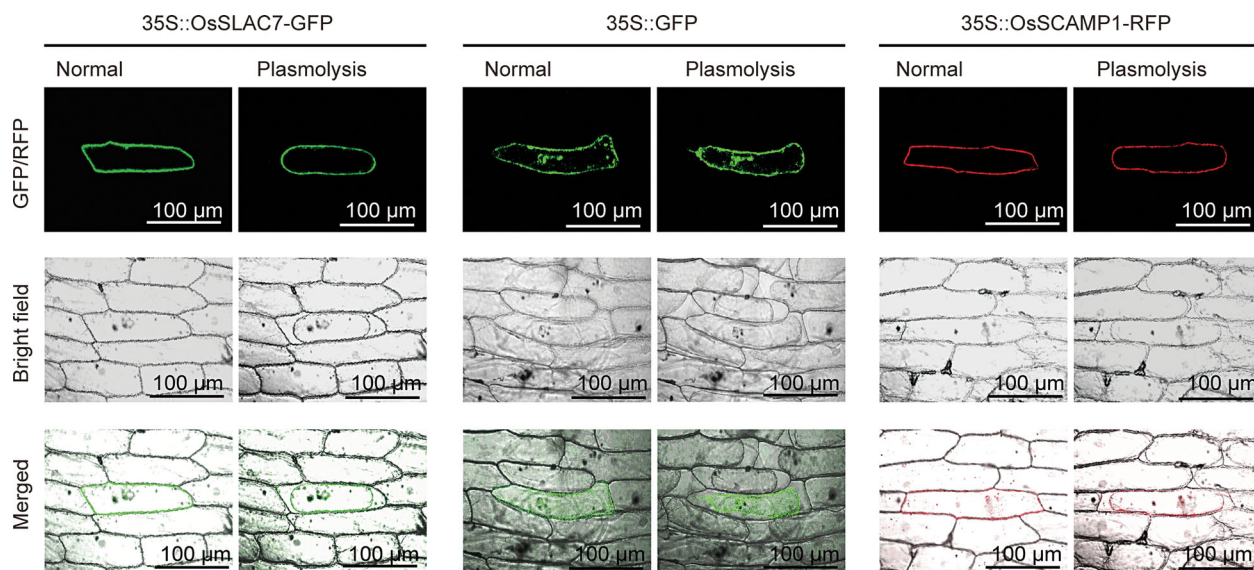 35S::OsSLAC7-GFP 35S::GFP 35S::OsSCAMP1-RFP
Normal Plasmolysis Normal Plasmolysis Normal Plasmolysis
GFP/RFP
100 µm 100 µm 100 µm 100 µm 100 µm 100 µm
Bright field
100 µm 100 µm 100 µm 100 µm 100 µm 100 µm
Merged
100 µm 100 µm 100 µm 100 µm 100 µm 100 µm